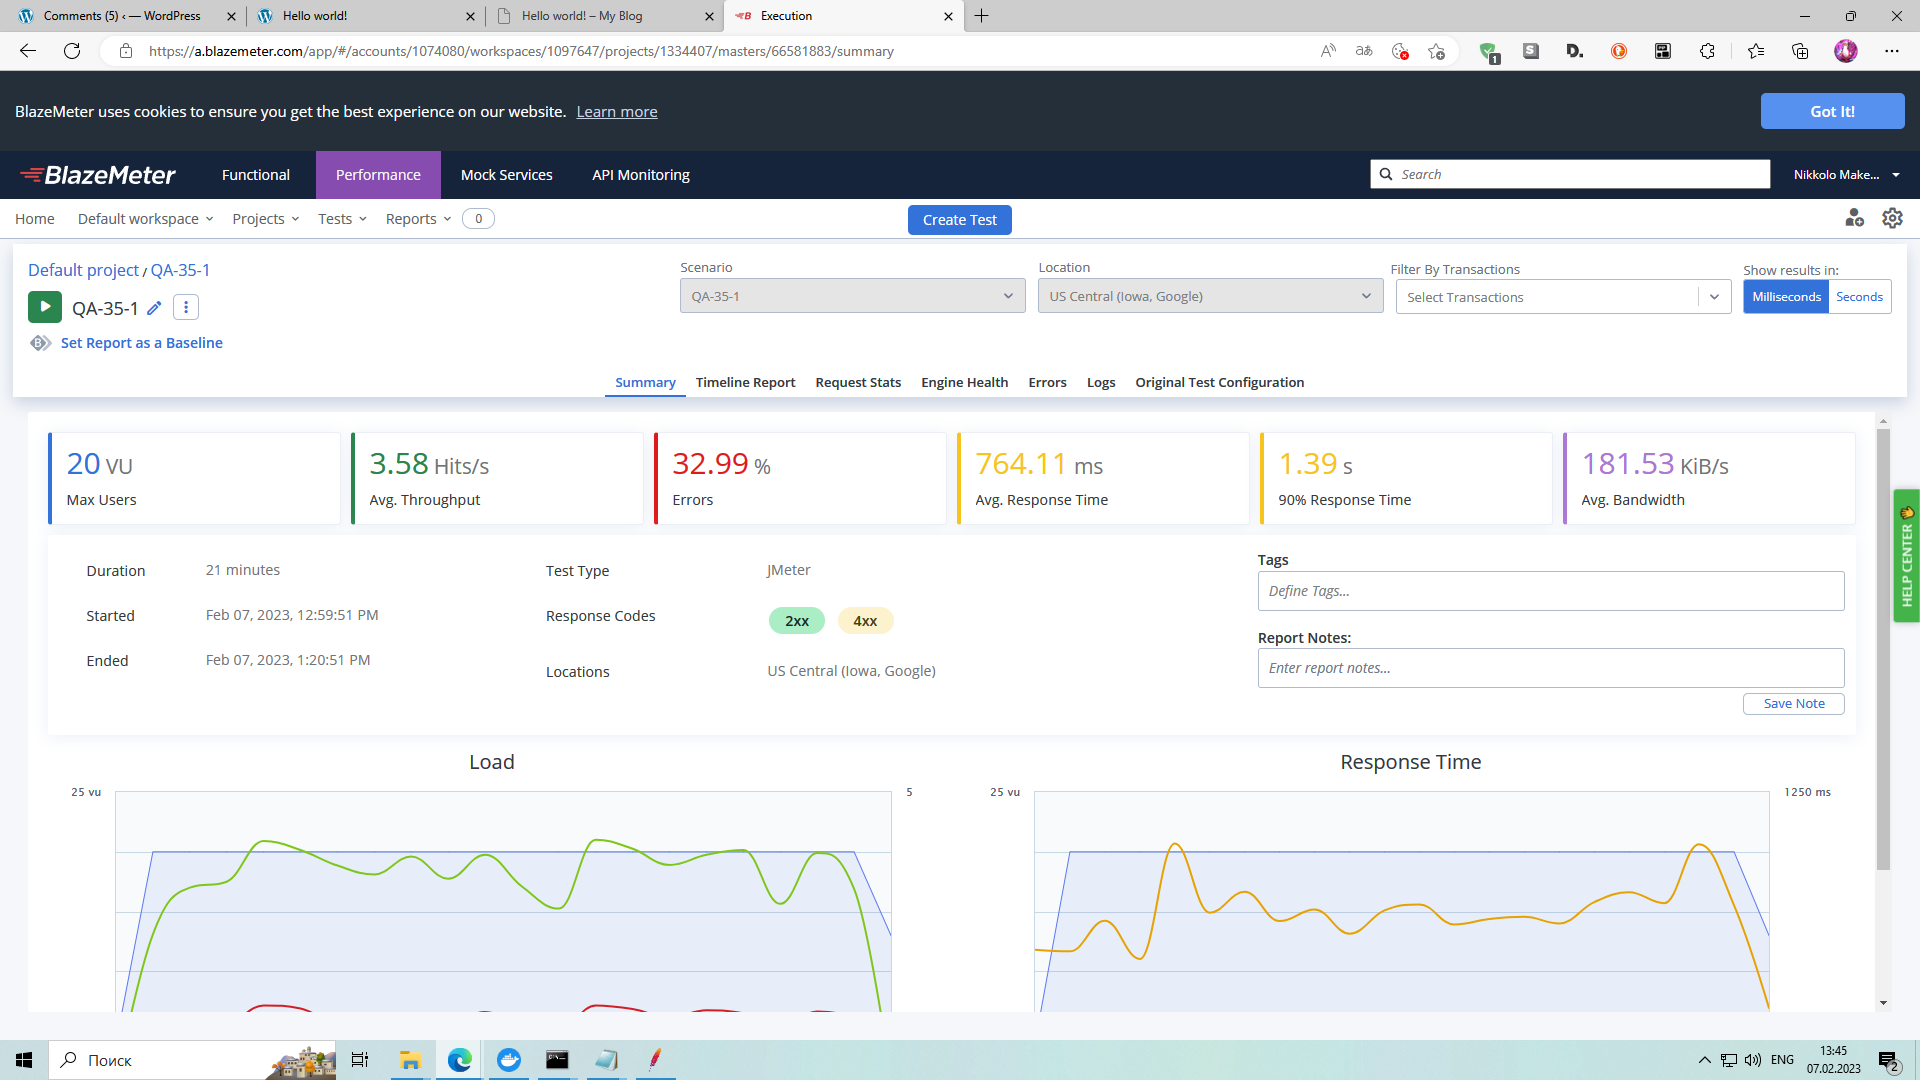 Comments (5) ‹ — WordPress
Hello world!
Hello world! – My Blog
Execution
https://a.blazemeter.com/app/#/accounts/1074080/workspaces/1097647/projects/1334407/masters/66581883/summary
1
BlazeMeter uses cookies to ensure you get the best experience on our website. Learn more
Got It!
BlazeMeter
Functional
Performance
Mock Services
API Monitoring
Search
Nikkolo Make...
Home
Default workspace
Projects
Tests
Reports
0
Create Test
Default project / QA-35-1
QA-35-1
Set Report as a Baseline
Scenario
QA-35-1
Location
US Central (Iowa, Google)
Filter By Transactions
Select Transactions
Show results in:
Milliseconds
Seconds
Summary
Timeline Report
Request Stats
Engine Health
Errors
Logs
Original Test Configuration
20 VU
Max Users
3.58 Hits/s
Avg. Throughput
32.99 %
Errors
764.11 ms
Avg. Response Time
1.39 s
90% Response Time
181.53 KiB/s
Avg. Bandwidth
Duration
21 minutes
Started
Feb 07, 2023, 12:59:51 PM
Ended
Feb 07, 2023, 1:20:51 PM
Test Type
JMeter
Response Codes
2xx
4xx
Locations
US Central (Iowa, Google)
Tags
Define Tags...
Report Notes:
Enter report notes...
Save Note
HELP CENTER
Load
25 vu
5
Response Time
25 vu
1250 ms
Поиск
ENG
13:45
07.02.2023
2